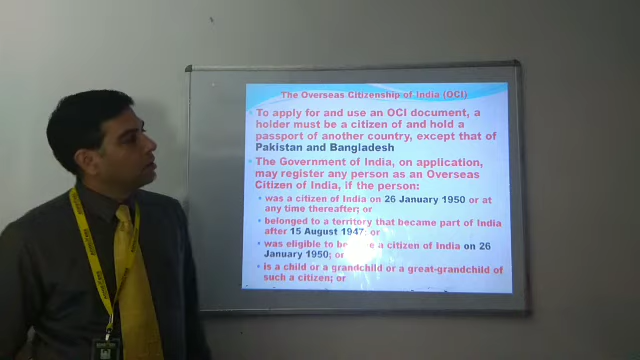 The Overseas Citizenship of India (OCI)
To apply for and use an OCI document, a
holder must be a citizen of and hold a
passport of another country, except that of
Pakistan and Bangladesh
The Government of India, on application,
may register any person as an Overseas
Citizen of India, if the person:
was a citizen of India on 26 January 1950 or at
any time thereafter; or
belonged to a territory that became part of India
after 15 August 1947; or
was eligible to a citizen of India on 26
January 1950; or
is a child or a grandchild or a great-grandchild of
such a citizen; or